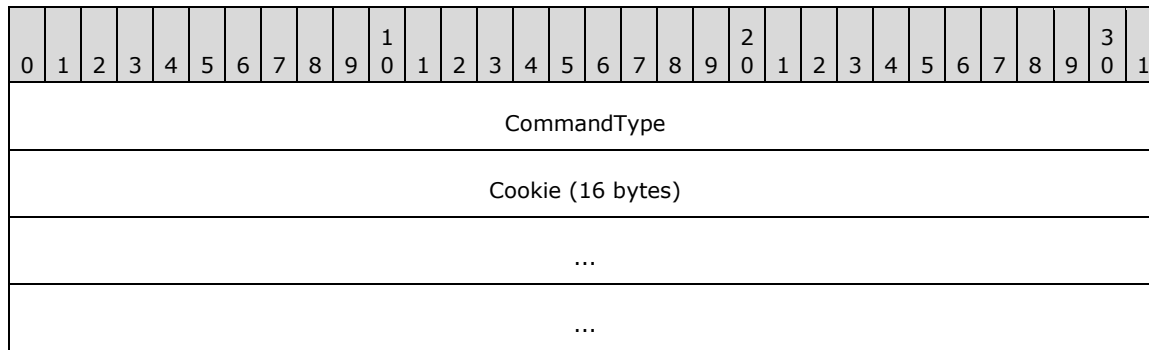 1 2 3
0 1 2 3 4 5 6 7 8 9 0 1 2 3 4 5 6 7 8 9 0 1 2 3 4 5 6 7 8 9 0 1
CommandType
Cookie (16 bytes)
...
...